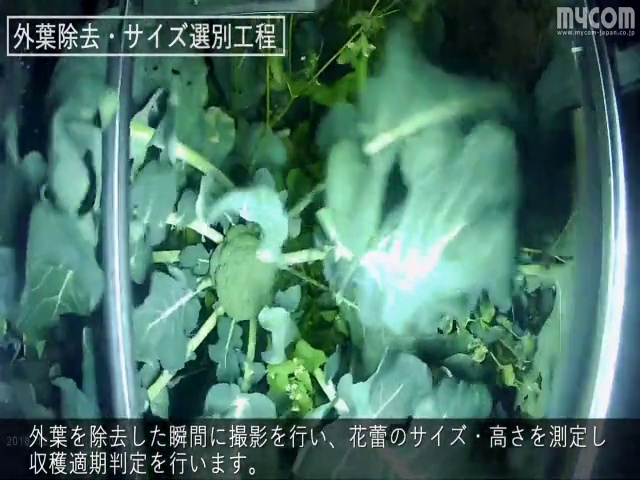 外葉除去・サイズ選別工程
mycom
www.mycom-japan.co.jp
外葉を除去した瞬間に撮影を行い、花蕾のサイズ・高さを測定し
収穫適期判定を行います。